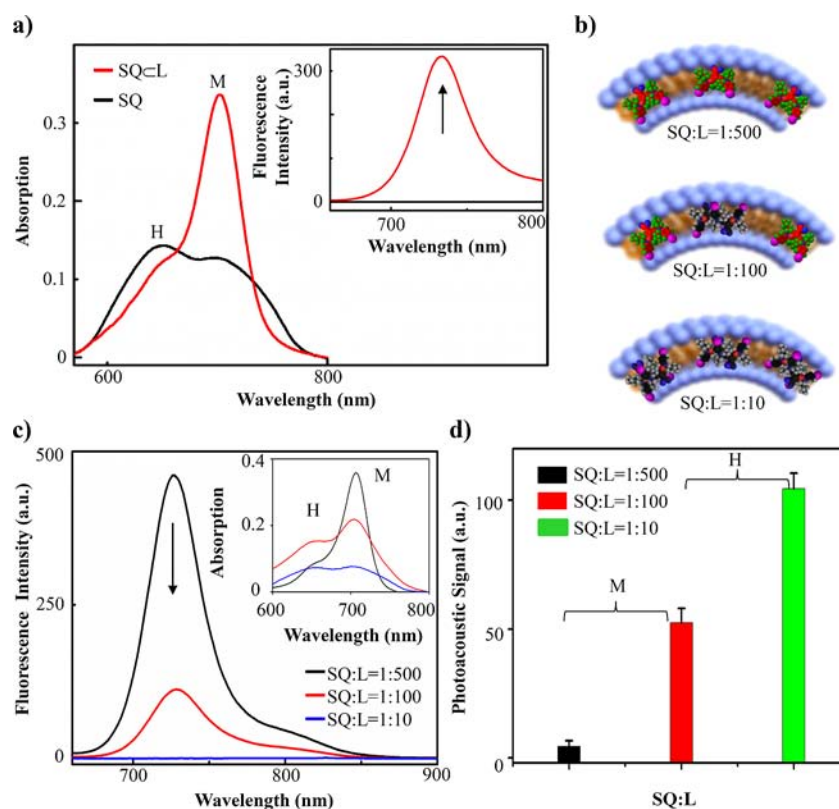 a)
SQ⊂L
SQ
H
M
Absorption
0.3
0.2
0.1
0
600
800
Wavelength (nm)
Fluorescence
Intensity (a.u.)
300
0
700
800
Wavelength (nm)
b)
SQ:L=1:500
SQ:L=1:100
SQ:L=1:10
c)
Fluorescence Intensity (a.u.)
500
250
0
700
800
900
Wavelength (nm)
SQ:L=1:500
SQ:L=1:100
SQ:L=1:10
Absorption
0.4
0.2
0
H
M
600
700
800
Wavelength (nm)
d)
Photoacoustic Signal (a.u.)
100
50
0
SQ:L=1:500
SQ:L=1:100
SQ:L=1:10
M
H
SQ:L